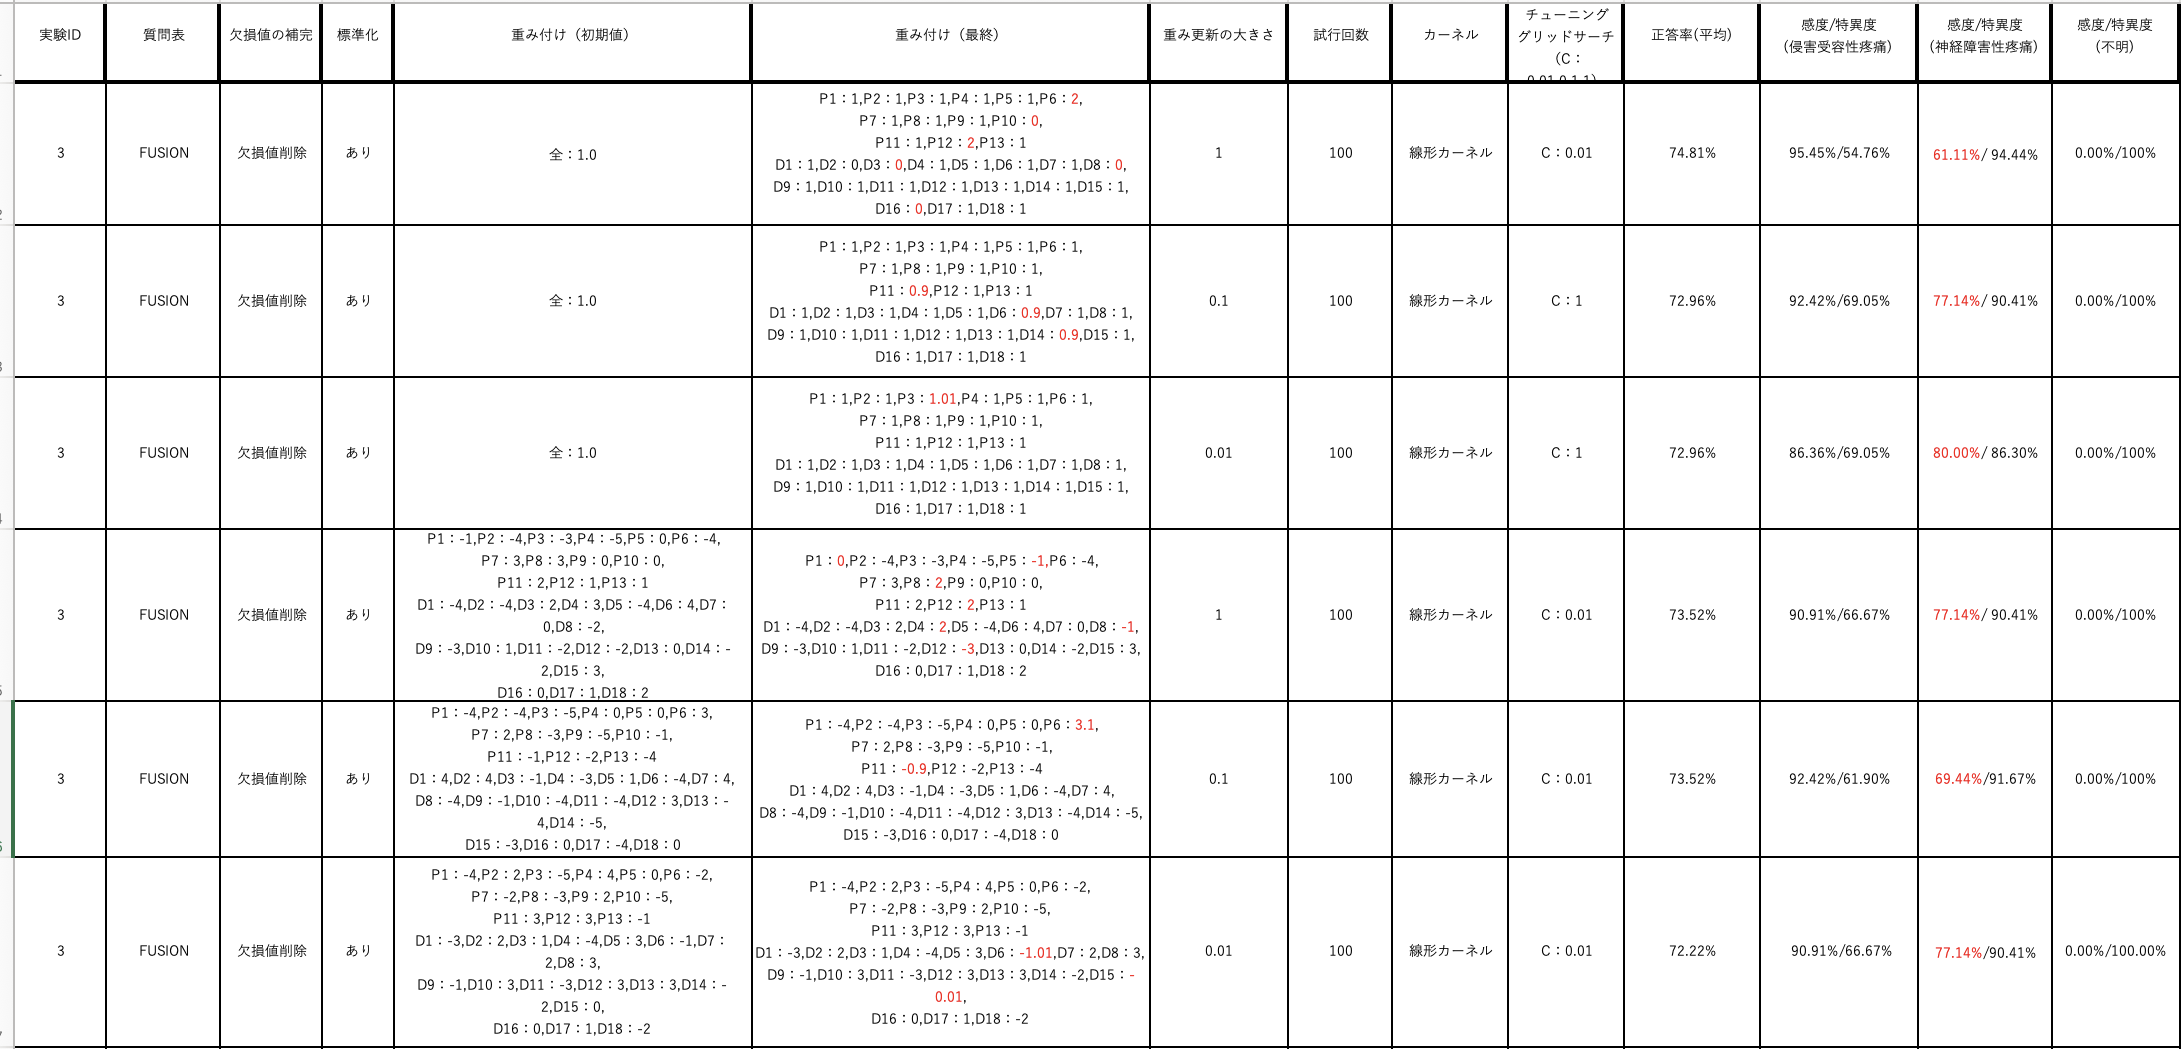 実験ID
質問表
欠損値の補完
標準化
重み付け（初期値）
重み付け（最終）
重み更新の大きさ
試行回数
カーネル
チューニング
グリッドサーチ
（C：
正答率(平均)
感度/特異度
(侵害受容性疼痛)
感度/特異度
(神経障害性疼痛)
感度/特異度
(不明)
3
FUSION
欠損値削除
あり
全：1.0
P1：1,P2：1,P3：1,P4：1,P5：1,P6：2,
P7：1,P8：1,P9：1,P10：0,
P11：1,P12：2,P13：1
D1：1,D2：0,D3：0,D4：1,D5：1,D6：1,D7：1,D8：0,
D9：1,D10：1,D11：1,D12：1,D13：1,D14：1,D15：1,
D16：0,D17：1,D18：1
1
100
線形カーネル
C：0.01
74.81%
95.45%/54.76%
61.11%/ 94.44%
0.00%/100%
3
FUSION
欠損値削除
あり
全：1.0
P1：1,P2：1,P3：1,P4：1,P5：1,P6：1,
P7：1,P8：1,P9：1,P10：1,
P11：0.9,P12：1,P13：1
D1：1,D2：1,D3：1,D4：1,D5：1,D6：0.9,D7：1,D8：1,
D9：1,D10：1,D11：1,D12：1,D13：1,D14：0.9,D15：1,
D16：1,D17：1,D18：1
0.1
100
線形カーネル
C：1
72.96%
92.42%/69.05%
77.14%/ 90.41%
0.00%/100%
3
FUSION
欠損値削除
あり
全：1.0
P1：1,P2：1,P3：1.01,P4：1,P5：1,P6：1,
P7：1,P8：1,P9：1,P10：1,
P11：1,P12：1,P13：1
D1：1,D2：1,D3：1,D4：1,D5：1,D6：1,D7：1,D8：1,
D9：1,D10：1,D11：1,D12：1,D13：1,D14：1,D15：1,
D16：1,D17：1,D18：1
0.01
100
線形カーネル
C：1
72.96%
86.36%/69.05%
80.00%/ 86.30%
0.00%/100%
3
FUSION
欠損値削除
あり
P1：-1,P2：-4,P3：-3,P4：-5,P5：0,P6：-4,
P7：3,P8：3,P9：0,P10：0,
P11：2,P12：1,P13：1
D1：-4,D2：-4,D3：2,D4：3,D5：-4,D6：4,D7：
0,D8：-2,
D9：-3,D10：1,D11：-2,D12：-2,D13：0,D14：-
2,D15：3,
D16：0,D17：1,D18：2
P1：0,P2：-4,P3：-3,P4：-5,P5：-1,P6：-4,
P7：3,P8：2,P9：0,P10：0,
P11：2,P12：2,P13：1
D1：-4,D2：-4,D3：2,D4：2,D5：-4,D6：4,D7：0,D8：-1,
D9：-3,D10：1,D11：-2,D12：-3,D13：0,D14：-2,D15：3,
D16：0,D17：1,D18：2
1
100
線形カーネル
C：0.01
73.52%
90.91%/66.67%
77.14%/ 90.41%
0.00%/100%
3
FUSION
欠損値削除
あり
P1：-4,P2：-4,P3：-5,P4：0,P5：0,P6：3,
P7：2,P8：-3,P9：-5,P10：-1,
P11：-1,P12：-2,P13：-4
D1：4,D2：4,D3：-1,D4：-3,D5：1,D6：-4,D7：4,
D8：-4,D9：-1,D10：-4,D11：-4,D12：3,D13：-
4,D14：-5,
D15：-3,D16：0,D17：-4,D18：0
P1：-4,P2：-4,P3：-5,P4：0,P5：0,P6：3.1,
P7：2,P8：-3,P9：-5,P10：-1,
P11：-0.9,P12：-2,P13：-4
D1：4,D2：4,D3：-1,D4：-3,D5：1,D6：-4,D7：4,
D8：-4,D9：-1,D10：-4,D11：-4,D12：3,D13：-4,D14：-5,
D15：-3,D16：0,D17：-4,D18：0
0.1
100
線形カーネル
C：0.01
73.52%
92.42%/61.90%
69.44%/91.67%
0.00%/100%
3
FUSION
欠損値削除
あり
P1：-4,P2：2,P3：-5,P4：4,P5：0,P6：-2,
P7：-2,P8：-3,P9：2,P10：-5,
P11：3,P12：3,P13：-1
D1：-3,D2：2,D3：1,D4：-4,D5：3,D6：-1,D7：
2,D8：3,
D9：-1,D10：3,D11：-3,D12：3,D13：3,D14：-
2,D15：0,
D16：0,D17：1,D18：-2
P1：-4,P2：2,P3：-5,P4：4,P5：0,P6：-2,
P7：-2,P8：-3,P9：2,P10：-5,
P11：3,P12：3,P13：-1
D1：-3,D2：2,D3：1,D4：-4,D5：3,D6：-1.01,D7：2,D8：3,
D9：-1,D10：3,D11：-3,D12：3,D13：3,D14：-2,D15：-
0.01,
D16：0,D17：1,D18：-2
0.01
100
線形カーネル
C：0.01
72.22%
90.91%/66.67%
77.14%/90.41%
0.00%/100.00%